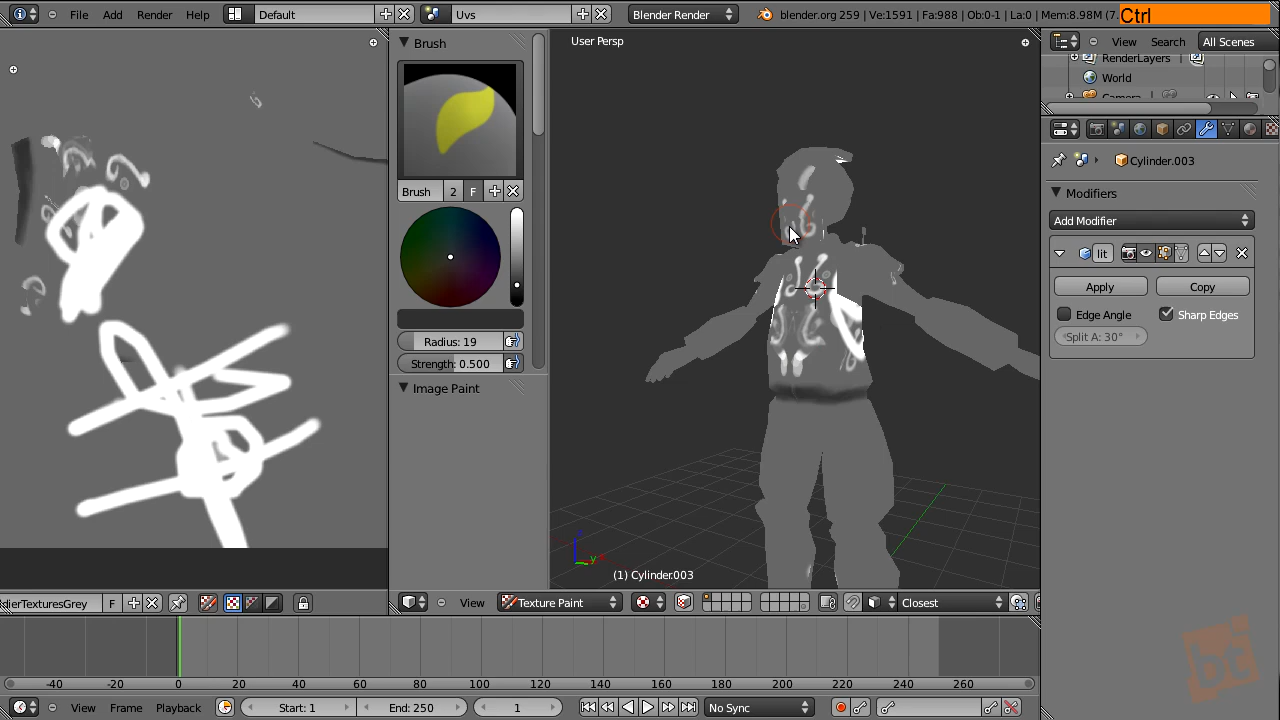 File Add Render Help Default Uvs Blender Render blender.org 259 | Ve:1591 | Fa:988 | Ob:0-1 | La:0 | Mem:8.98M (7. Ctrl
Brush
User Persp
View Search All Scenes
RenderLayers
World
Camera
Cylinder.003
Brush 2 F
Modifiers
Add Modifier
lit
Apply Copy
Edge Angle Sharp Edges
Split A: 30°
Radius: 19
Strength: 0.500
Image Paint
y
(1) Cylinder.003
dierTexturesGrey F View Texture Paint Closest
-40 -20 0 20 40 60 80 100 120 140 160 180 200 220 240 260
View Frame Playback Start: 1 End: 250 1 No Sync
bc